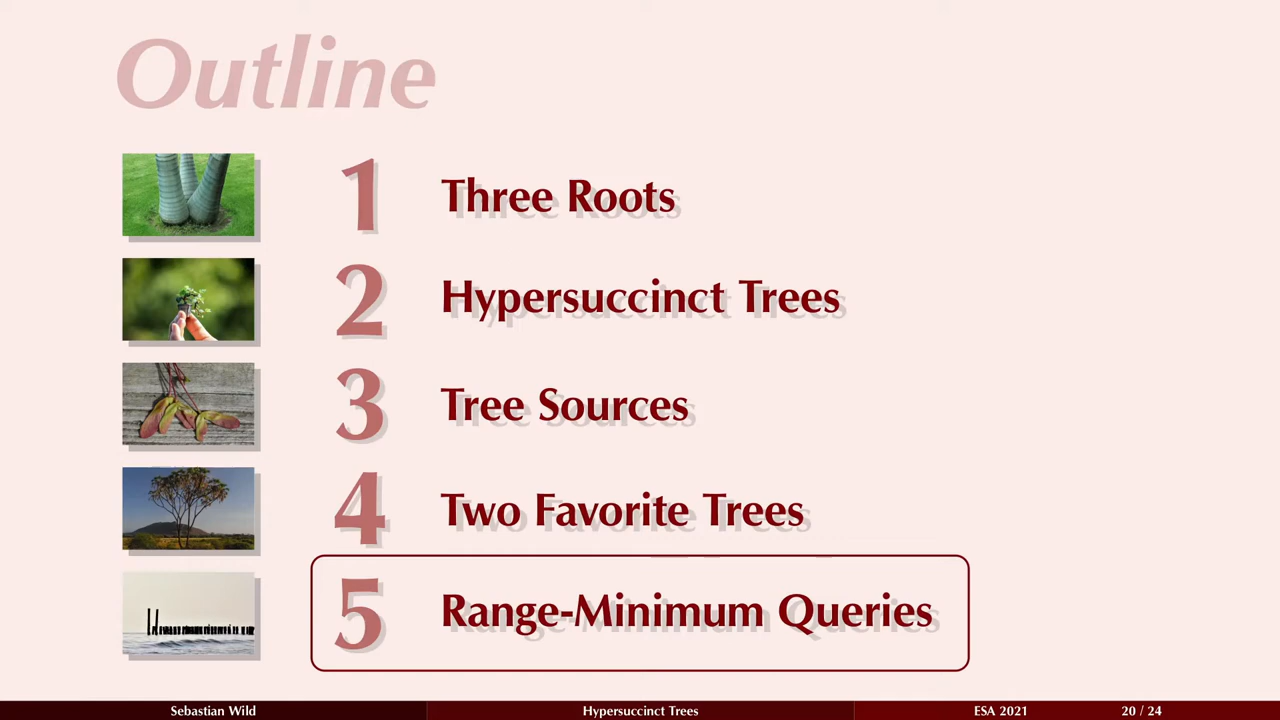 Outline
1 Three Roots
2 Hypersuccinct Trees
3 Tree Sources
4 Two Favorite Trees
5 Range-Minimum Queries
Sebastian Wild Hypersuccinct Trees ESA 2021 20 / 24